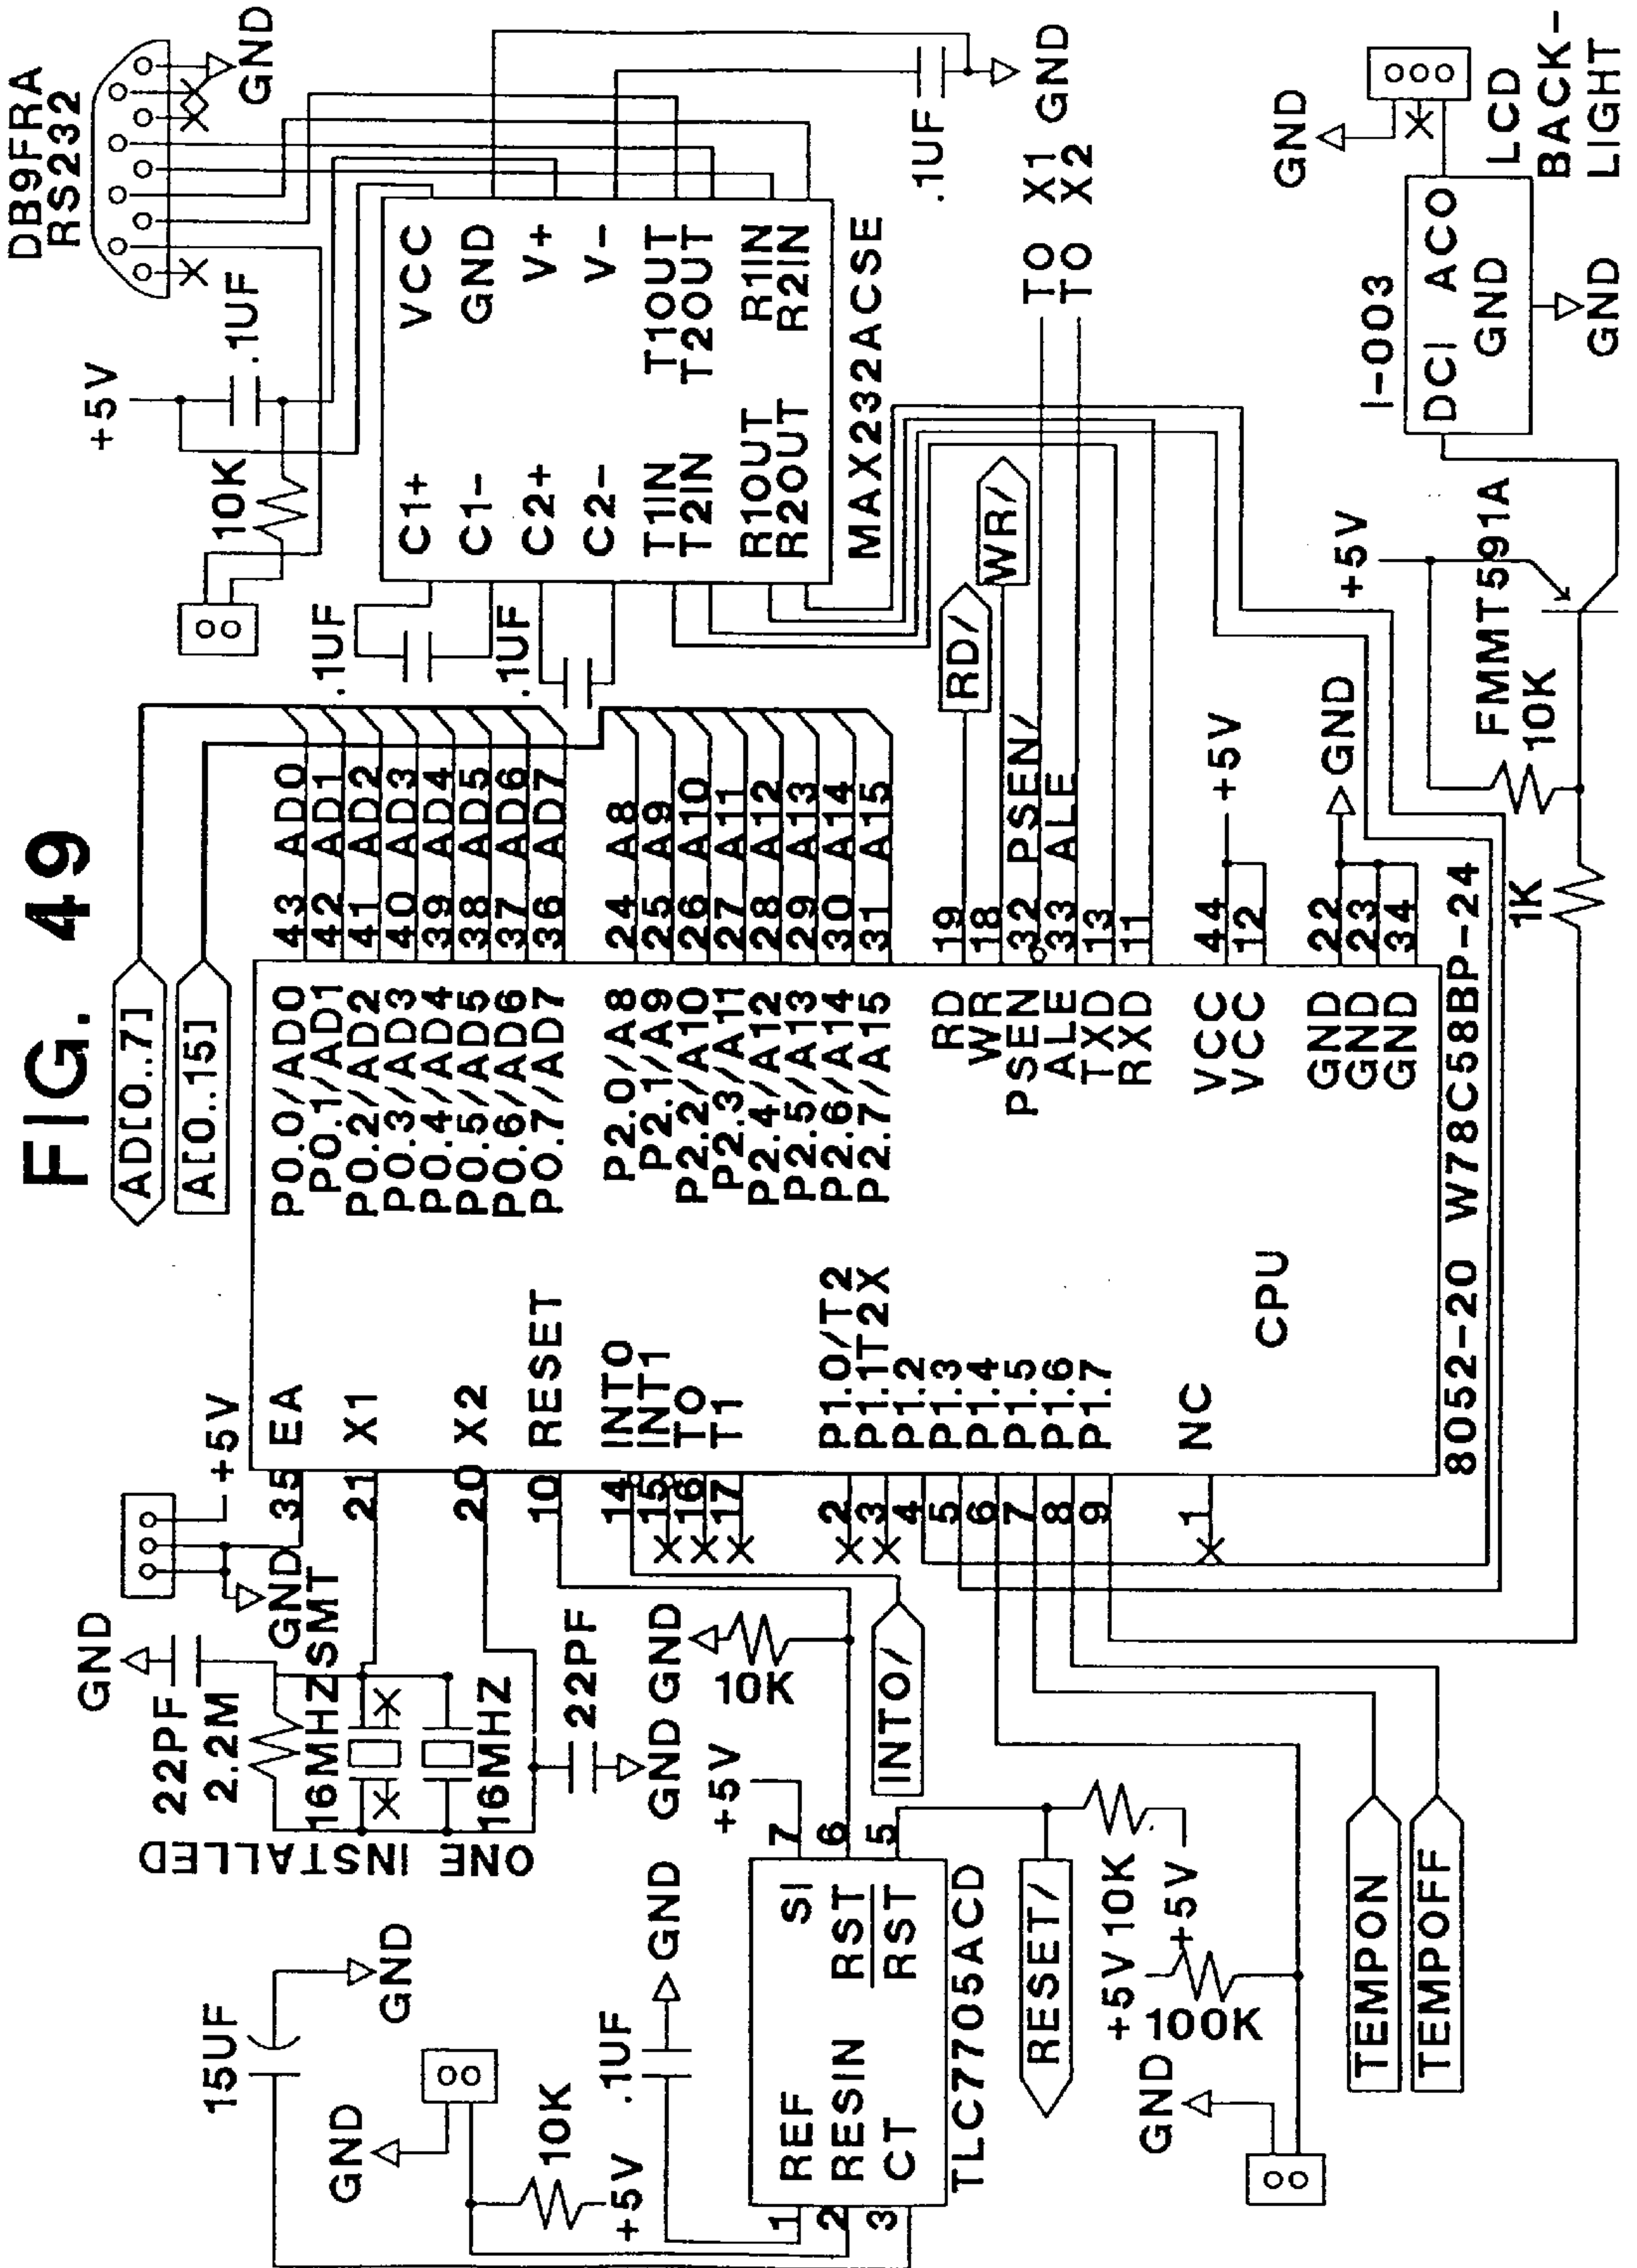 FIG. 49
AD[0..7]
A[0..15]
15UF
GND
GND
10K
+5V
.1UF
GND
1
2
3
REF
RESIN
CT
SI
RST
RST
7
6
5
TLC7705ACD
+5V
RESET/
10K
+5V
+5V
100K
GND
TEMPON
TEMPOFF
GND
22PF
2.2M
16MHZ SMT
16MHZ
ONE INSTALLED
22PF
GND
GND
10K
INT0/
GND
+5V
35 EA
21 X1
20 X2
10 RESET
14 INT0
15 INT1
16 T0
17 T1
2 P1.0/T2
3 P1.1T2X
4 P1.2
5 P1.3
6 P1.4
7 P1.5
8 P1.6
9 P1.7
1 NC
CPU
8052-20 W78C58BP-24
P0.0/AD0 43 AD0
P0.1/AD1 42 AD1
P0.2/AD2 41 AD2
P0.3/AD3 40 AD3
P0.4/AD4 39 AD4
P0.5/AD5 38 AD5
P0.6/AD6 37 AD6
P0.7/AD7 36 AD7
P2.0/A8 24 A8
P2.1/A9 25 A9
P2.2/A10 26 A10
P2.3/A11 27 A11
P2.4/A12 28 A12
P2.5/A13 29 A13
P2.6/A14 30 A14
P2.7/A15 31 A15
RD 19
WR 18
PSEN 32 PSEN/
ALE 33 ALE
TXD 13
RXD 11
VCC 44
VCC 12
+5V
GND 22
GND 23
GND 34
GND
RD/
WR/
TO X1
TO X2
1K
10K
FMMT591A
+5V
I-003
DCI ACO
GND
GND
GND
LCD
BACK-
LIGHT
DB9FRA
RS232
GND
+5V
.1UF
10K
.1UF
.1UF
C1+ VCC
C1- GND
C2+ V+
C2- V-
T1IN T1OUT
T2IN T2OUT
R1OUT R1IN
R2OUT R2IN
MAX232ACSE
.1UF
GND